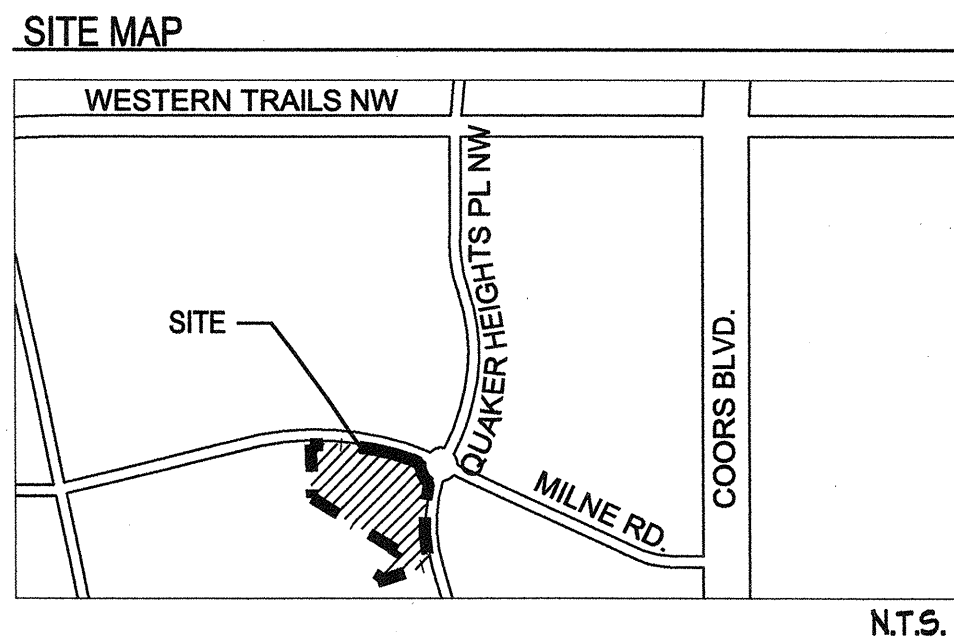 SITE MAP
WESTERN TRAILS NW
QUAKER HEIGHTS PL NW
SITE
COORS BLVD.
MILNE RD.
N.T.S.